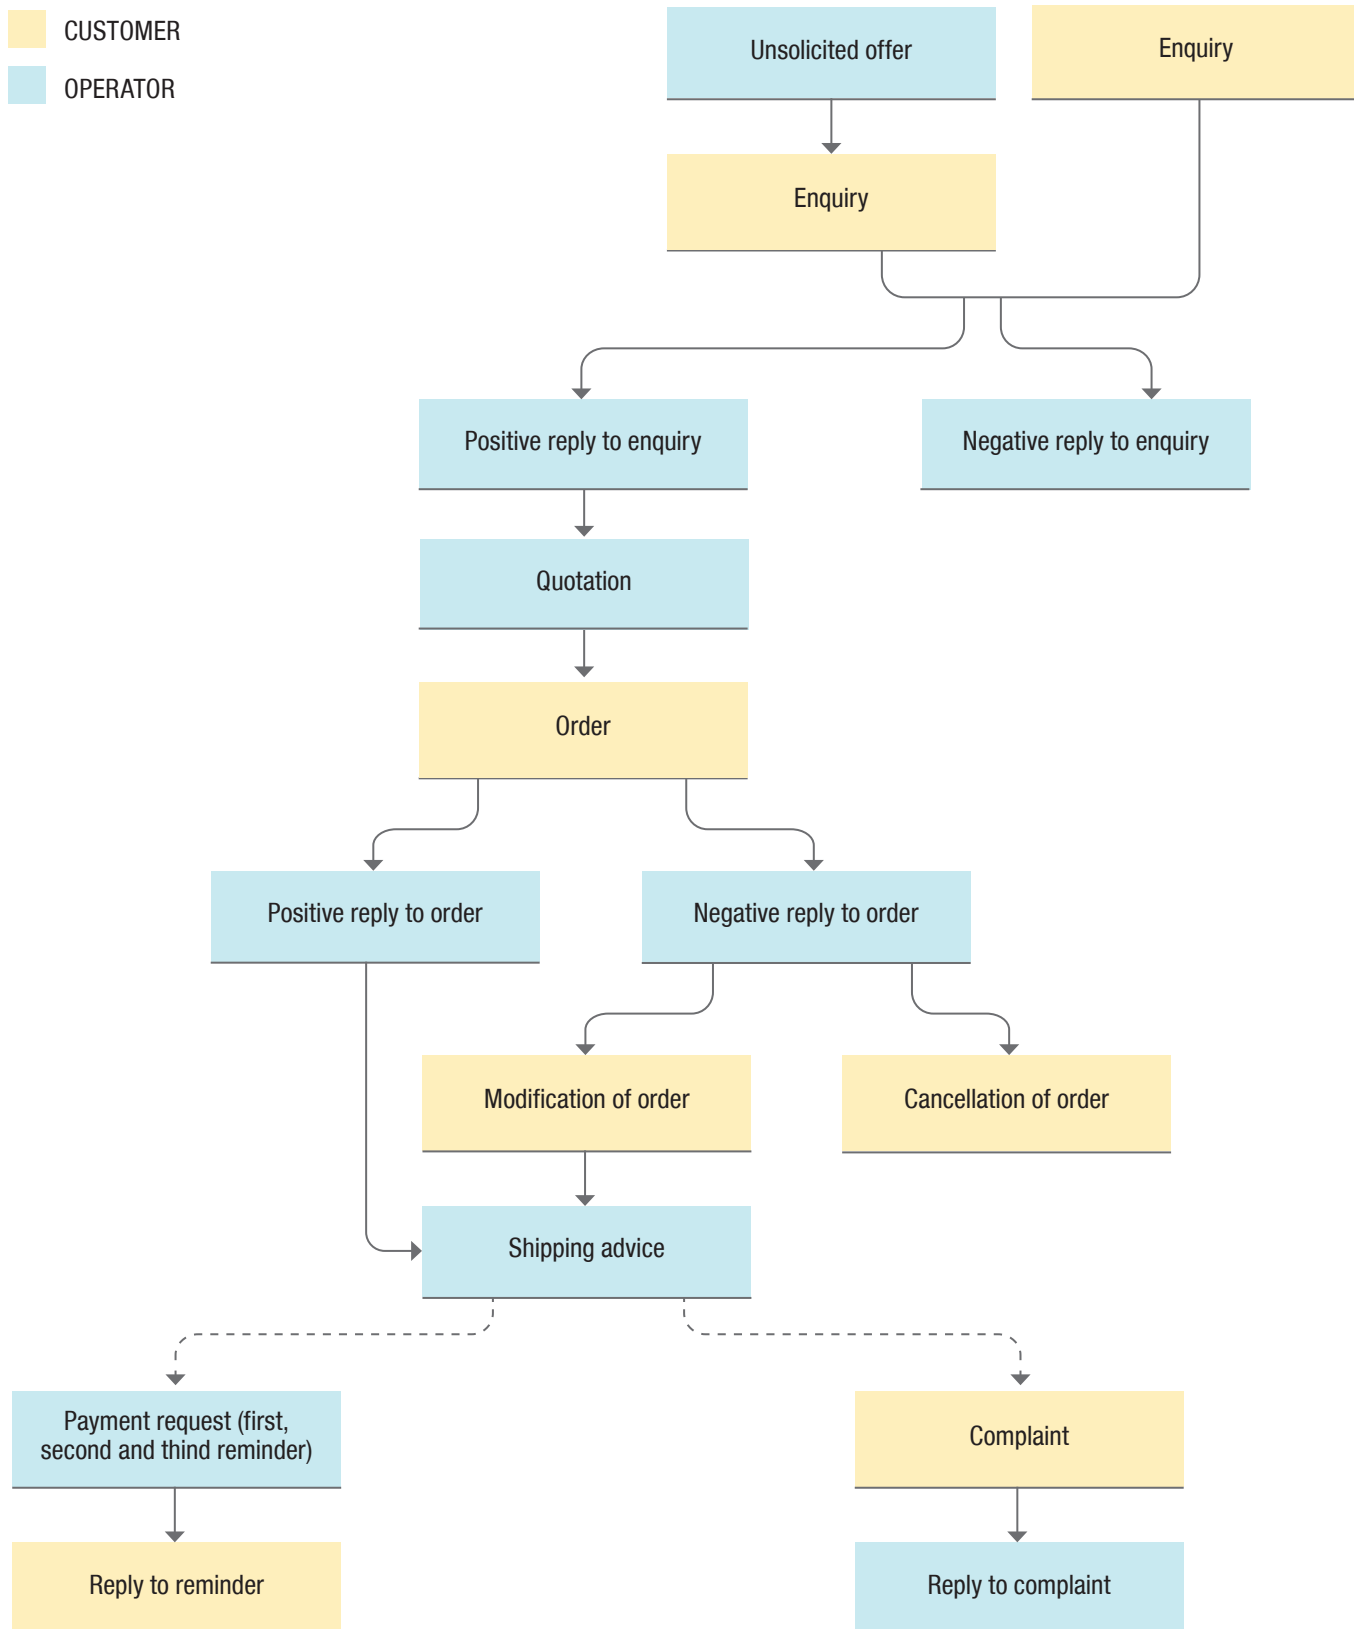 CUSTOMER
OPERATOR
Unsolicited offer
Enquiry
Enquiry
Positive reply to enquiry
Negative reply to enquiry
Quotation
Order
Positive reply to order
Negative reply to order
Modification of order
Cancellation of order
Shipping advice
Payment request (first,
second and thind reminder)
Complaint
Reply to reminder
Reply to complaint